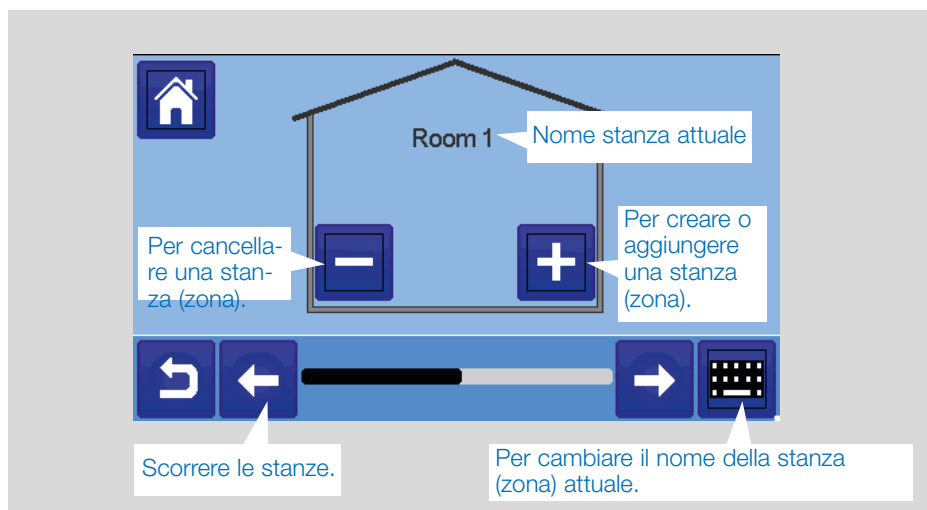 Room 1
Nome stanza attuale
Per cancella-
re una stan-
za (zona).
Per creare o
aggiungere
una stanza
(zona).
Scorrere le stanze.
Per cambiare il nome della stanza
(zona) attuale.